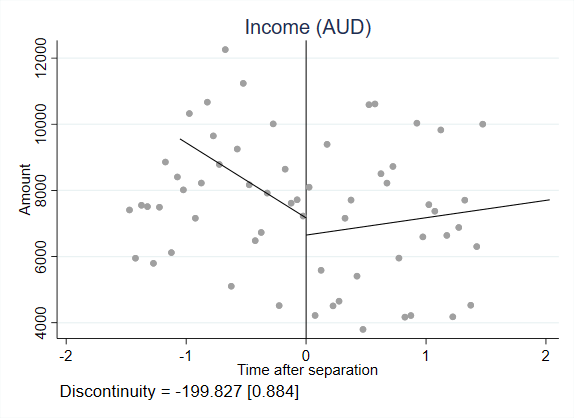 Income (AUD)
Amount
12000
10000
8000
6000
4000
-2
-1
0
1
2
Time after separation
Discontinuity = -199.827 [0.884]